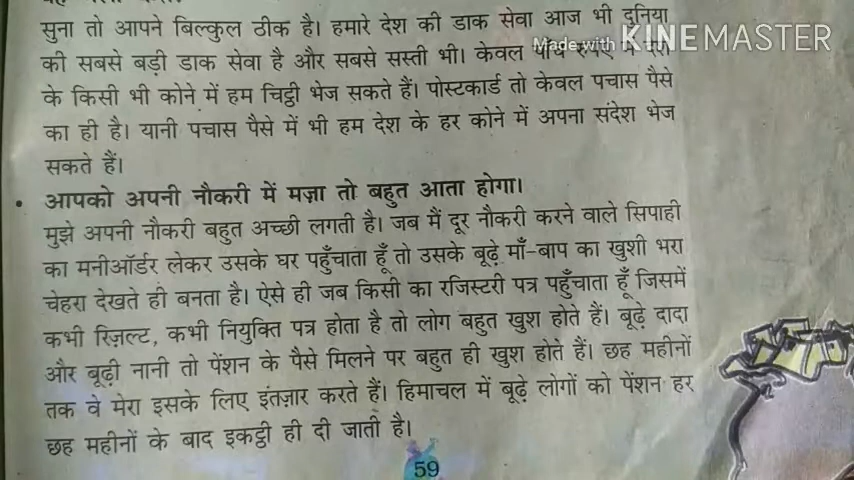 सुना तो आपने बिल्कुल ठीक है। हमारे देश की डाक सेवा आज भी दुनिया
की सबसे बड़ी डाक सेवा है और सबसे सस्ती भी। केवल पाँच रुपए
के किसी भी कोने में हम चिट्ठी भेज सकते हैं। पोस्टकार्ड तो केवल पचास पैसे
का ही है। यानी पचास पैसे में भी हम देश के हर कोने में अपना संदेश भेज
सकते हैं।
• आपको अपनी नौकरी में मज़ा तो बहुत आता होगा।
मुझे अपनी नौकरी बहुत अच्छी लगती है। जब मैं दूर नौकरी करने वाले सिपाही
का मनीऑर्डर लेकर उसके घर पहुँचाता हूँ तो उसके बूढ़े माँ-बाप का खुशी भरा
चेहरा देखते ही बनता है। ऐसे ही जब किसी का रजिस्टरी पत्र पहुँचाता हूँ जिसमें
कभी रिज़ल्ट, कभी नियुक्ति पत्र होता है तो लोग बहुत खुश होते हैं। बूढ़े दादा
और बूढ़ी नानी तो पेंशन के पैसे मिलने पर बहुत ही खुश होते हैं। छह महीनों
तक वे मेरा इसके लिए इंतज़ार करते हैं। हिमाचल में बूढ़े लोगों को पेंशन हर
छह महीनों के बाद इकट्ठी ही दी जाती है।
59
Made with KINEMASTER